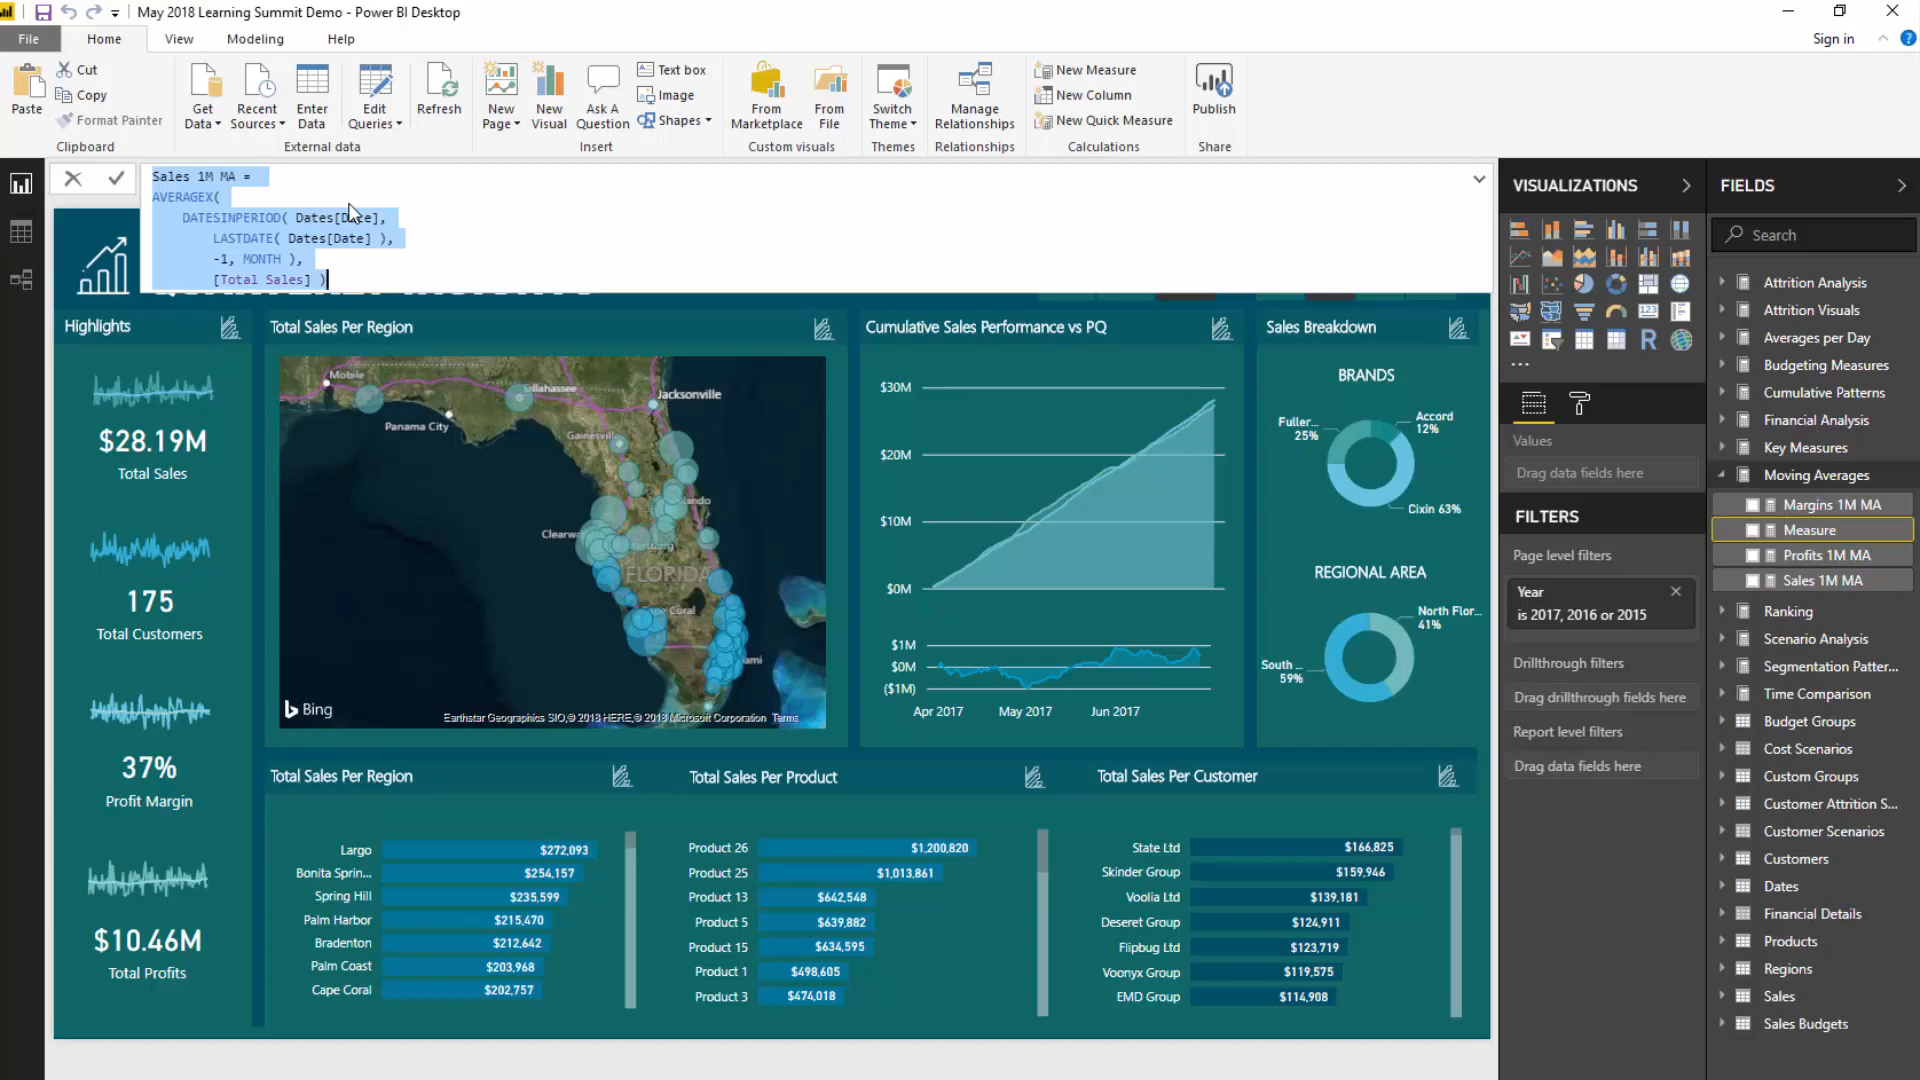 May 2018 Learning Summit Demo - Power BI Desktop
File
Home
View
Modeling
Help
Sign in
Paste
Cut
Copy
Format Painter
Clipboard
Get Data
Recent Sources
Enter Data
Edit Queries
Refresh
External data
New Page
New Visual
Ask A Question
Text box
Image
Shapes
Insert
From Marketplace
From File
Custom visuals
Switch Theme
Themes
Manage Relationships
Relationships
New Measure
New Column
New Quick Measure
Calculations
Publish
Share
Sales 1M MA =
AVERAGEX(
DATESINPERIOD( Dates[Date],
LASTDATE( Dates[Date] ),
-1, MONTH ),
[Total Sales] )
Highlights
$28.19M
Total Sales
175
Total Customers
37%
Profit Margin
$10.46M
Total Profits
Total Sales Per Region
Mobile
Tallahassee
Jacksonville
Panama City
Gainesvill
lando
Clearwa
FLORIDA
Cape Coral
ami
Bing
Earthstar Geographics SIO, © 2018 HERE, © 2018 Microsoft Corporation Terms
Cumulative Sales Performance vs PQ
$30M
$20M
$10M
$0M
$1M
$0M
($1M)
Apr 2017
May 2017
Jun 2017
Sales Breakdown
BRANDS
Fuller...
25%
Accord
12%
Cixin 63%
REGIONAL AREA
North Flor...
41%
South ...
59%
Total Sales Per Region
Largo $272,093
Bonita Sprin... $254,157
Spring Hill $235,599
Palm Harbor $215,470
Bradenton $212,642
Palm Coast $203,968
Cape Coral $202,757
Total Sales Per Product
Product 26 $1,200,820
Product 25 $1,013,861
Product 13 $642,548
Product 5 $639,882
Product 15 $634,595
Product 1 $498,605
Product 3 $474,018
Total Sales Per Customer
State Ltd $166,825
Skinder Group $159,946
Voolia Ltd $139,181
Deseret Group $124,911
Flipbug Ltd $123,719
Voonyx Group $119,575
EMD Group $114,908
VISUALIZATIONS
R
Values
Drag data fields here
FILTERS
Page level filters
Year
is 2017, 2016 or 2015
Drillthrough filters
Drag drillthrough fields here
Report level filters
Drag data fields here
FIELDS
Search
Attrition Analysis
Attrition Visuals
Averages per Day
Budgeting Measures
Cumulative Patterns
Financial Analysis
Key Measures
Moving Averages
Margins 1M MA
Measure
Profits 1M MA
Sales 1M MA
Ranking
Scenario Analysis
Segmentation Patter...
Time Comparison
Budget Groups
Cost Scenarios
Custom Groups
Customer Attrition S...
Customer Scenarios
Customers
Dates
Financial Details
Products
Regions
Sales
Sales Budgets